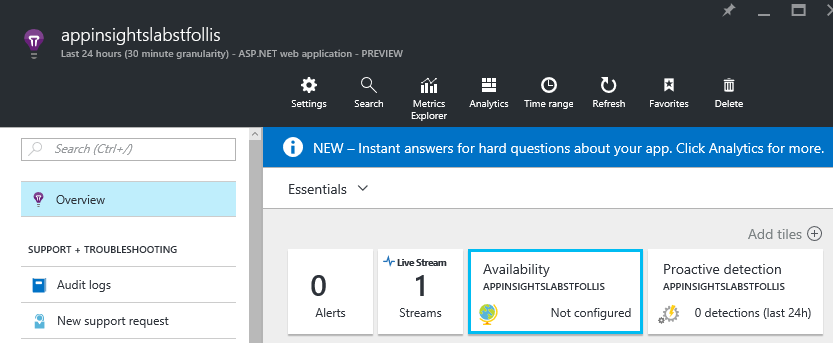 appinsightslabstfollis
Last 24 hours (30 minute granularity) - ASP.NET web application - PREVIEW
Settings
Search
Metrics
Explorer
Analytics
Time range
Refresh
Favorites
Delete
Search (Ctrl+/)
NEW – Instant answers for hard questions about your app. Click Analytics for more.
Overview
Essentials
SUPPORT + TROUBLESHOOTING
Audit logs
New support request
Add tiles
0
Alerts
Live Stream
1
Streams
Availability
APPINSIGHTSLABSTFOLLIS
Not configured
Proactive detection
APPINSIGHTSLABSTFOLLIS
0 detections (last 24h)